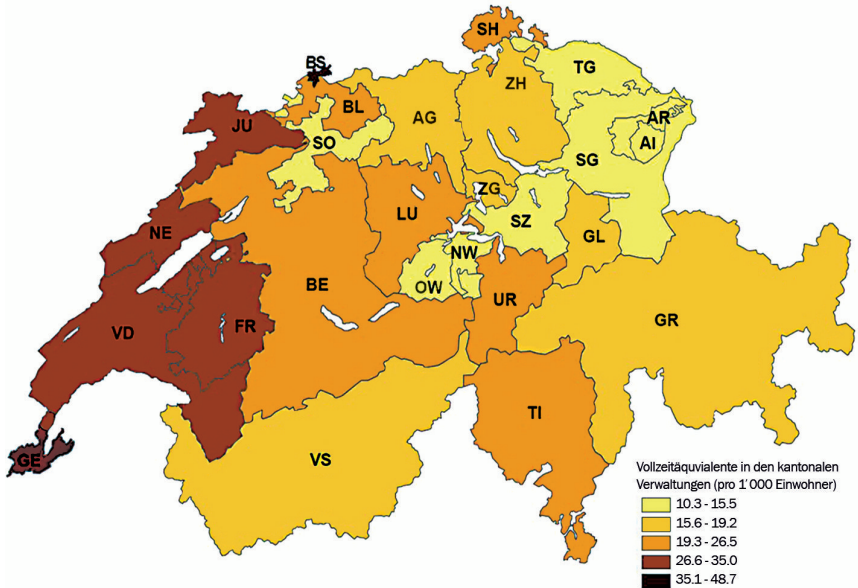 SH
BS
TG
ZH
BL
AG
AR
JU
SO
AI
SG
ZG
LU
SZ
NE
NW
GL
BE
OW
UR
GR
VD
FR
TI
VS
GE
Vollzeitäquvialente in den kantonalen
Verwaltungen (pro 1'000 Einwohner)
10.3 - 15.5
15.6 - 19.2
19.3 - 26.5
26.6 - 35.0
35.1 - 48.7